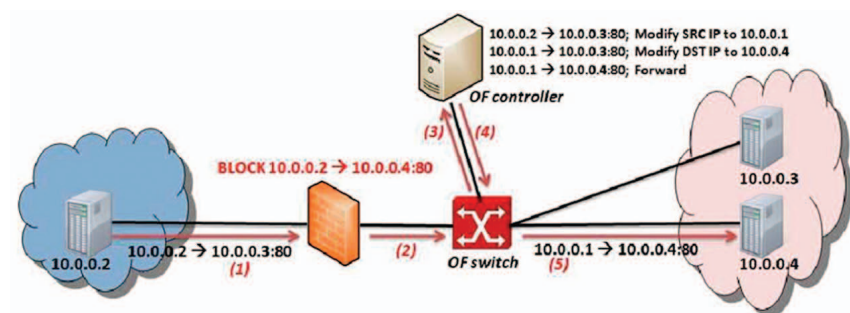 10.0.0.2 → 10.0.0.3:80; Modify SRC IP to 10.0.0.1
10.0.0.1 → 10.0.0.3:80; Modify DST IP to 10.0.0.4
10.0.0.1 → 10.0.0.4:80; Forward
OF controller
(3)
(4)
BLOCK 10.0.0.2 → 10.0.0.4:80
10.0.0.3
10.0.0.2
10.0.0.2 → 10.0.0.3:80
(1)
(2)
OF switch
10.0.0.1 → 10.0.0.4:80
(5)
10.0.0.4